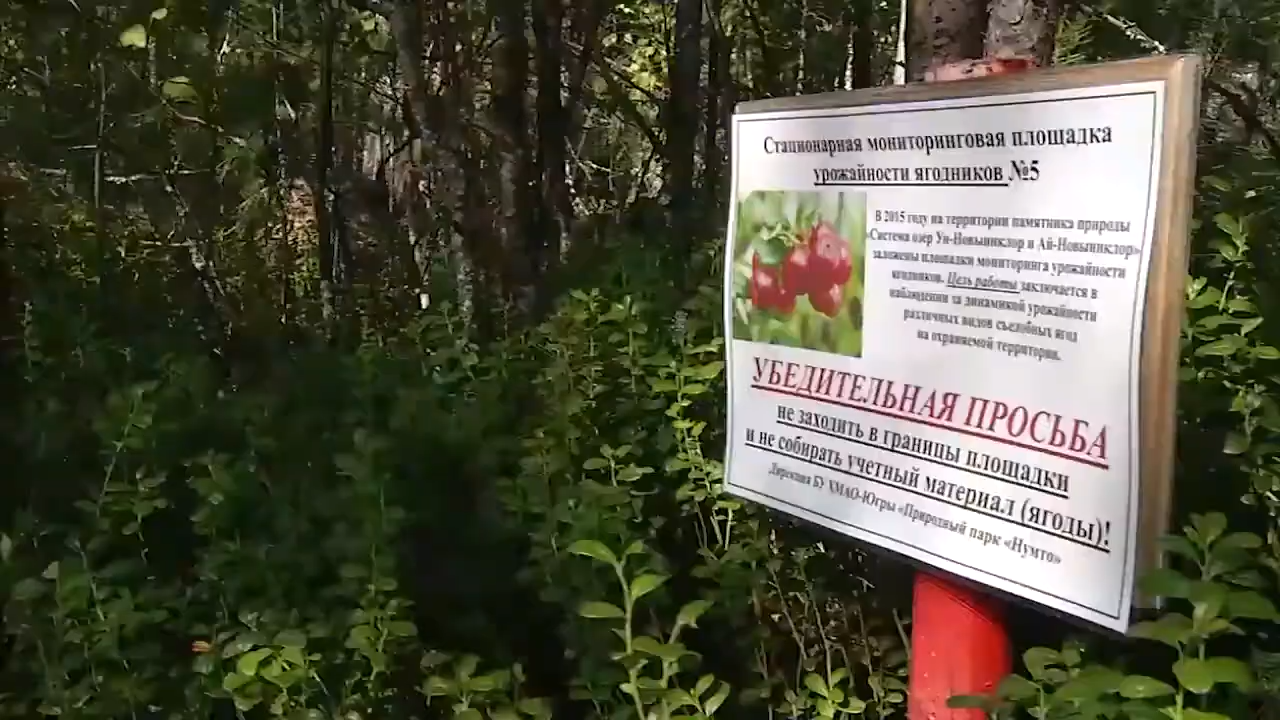 Стационарная мониторинговая площадка
урожайности ягодников №5
В 2015 году на территории памятника природы
«Система озёр Ун-Новыинклор и Ай-Новыинклор»
заложены площадки мониторинга урожайности
ягодников. Цель работы заключается в
наблюдении за динамикой урожайности
различных видов съедобных ягод
на охраняемой территории.
УБЕДИТЕЛЬНАЯ ПРОСЬБА
не заходить в границы площадки
и не собирать учетный материал (ягоды)!
Дирекция БУ ХМАО-Югры «Природный парк «Нумто»